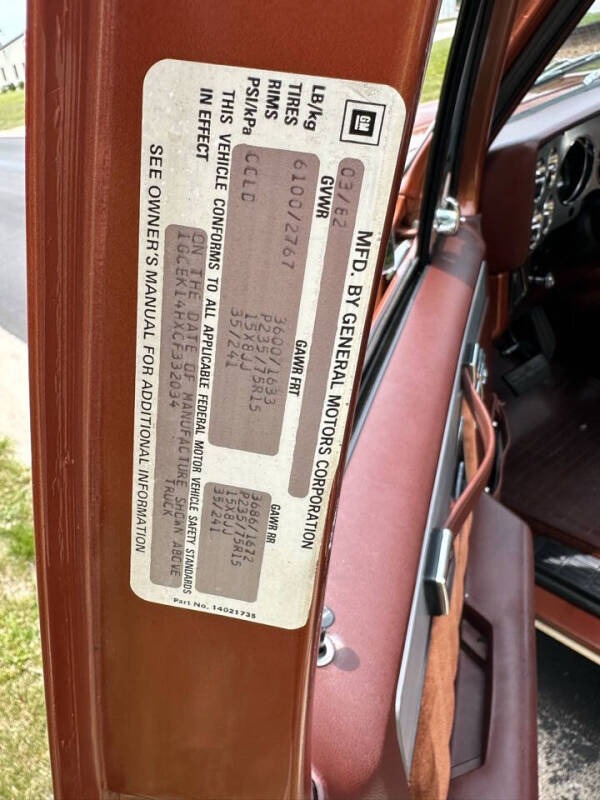 GM
MFD. BY GENERAL MOTORS CORPORATION
03/82
GVWR GAWR FRT GAWR RR
LB/kg 6100/2767 3600/1633 3686/1672
TIRES P235/75R15 P235/75R15
RIMS 15X8JJ 15X8JJ
PSI/kPa CCLD 35/241 35/241
THIS VEHICLE CONFORMS TO ALL APPLICABLE FEDERAL MOTOR VEHICLE SAFETY STANDARDS
IN EFFECT ON THE DATE OF MANUFACTURE SHOWN ABOVE
1GCEK14HXCF332034 TRUCK
SEE OWNER'S MANUAL FOR ADDITIONAL INFORMATION
Part No. 14021735